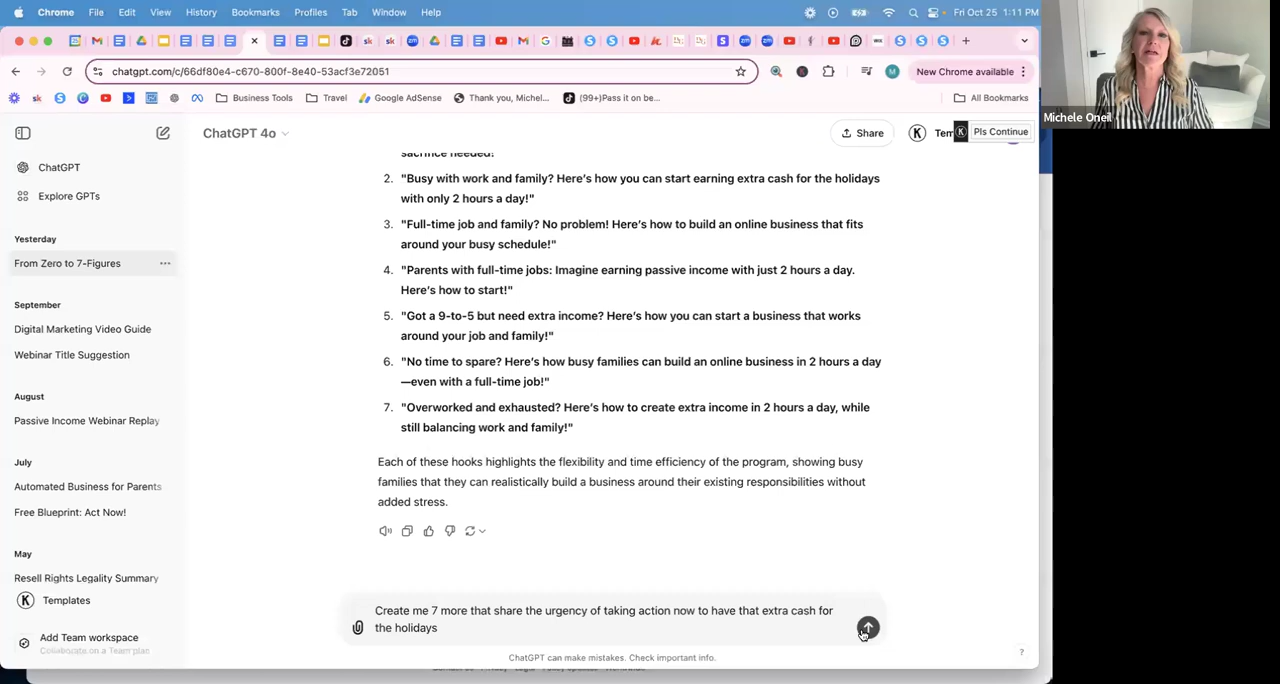 Chrome File Edit View History Bookmarks Profiles Tab Window Help
Fri Oct 25 1:11 PM
chatgpt.com/c/66df80e4-c670-800f-8e40-53acf3e72051
New Chrome available
Business Tools
Travel
Google AdSense
Thank you, Michel...
(99+)Pass it on be...
All Bookmarks
ChatGPT 4o
Share
Tem
Pls Continue
Michele Oneil
ChatGPT
Explore GPTs
Yesterday
From Zero to 7-Figures
September
Digital Marketing Video Guide
Webinar Title Suggestion
August
Passive Income Webinar Replay
July
Automated Business for Parents
Free Blueprint: Act Now!
May
Resell Rights Legality Summary
Templates
Add Team workspace
Collaborate on a Team plan
sacrifice needed!"
2. "Busy with work and family? Here's how you can start earning extra cash for the holidays
with only 2 hours a day!"
3. "Full-time job and family? No problem! Here's how to build an online business that fits
around your busy schedule!"
4. "Parents with full-time jobs: Imagine earning passive income with just 2 hours a day.
Here's how to start!"
5. "Got a 9-to-5 but need extra income? Here's how you can start a business that works
around your job and family!"
6. "No time to spare? Here's how busy families can build an online business in 2 hours a day
—even with a full-time job!"
7. "Overworked and exhausted? Here's how to create extra income in 2 hours a day, while
still balancing work and family!"
Each of these hooks highlights the flexibility and time efficiency of the program, showing busy
families that they can realistically build a business around their existing responsibilities without
added stress.
Create me 7 more that share the urgency of taking action now to have that extra cash for
the holidays
ChatGPT can make mistakes. Check important info.
?